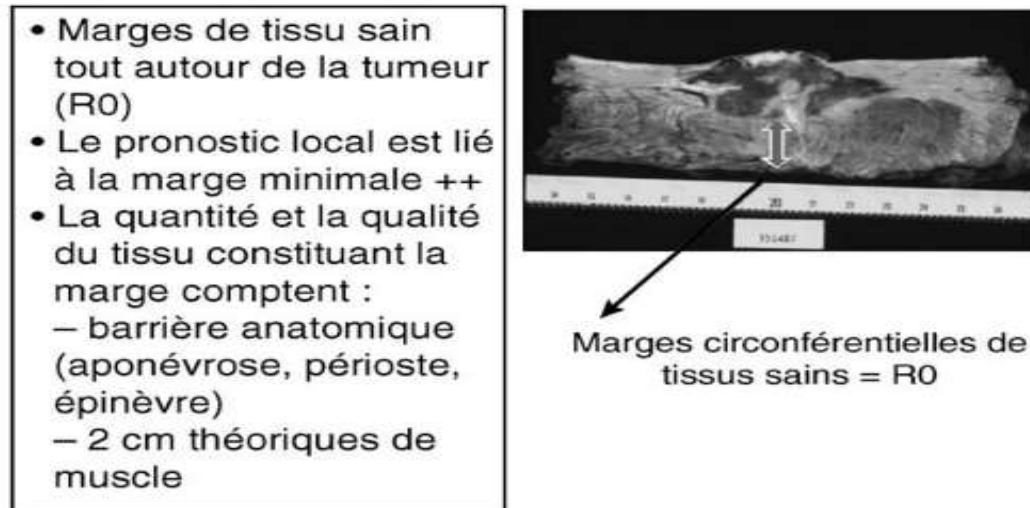 • Marges de tissu sain
tout autour de la tumeur
(R0)
• Le pronostic local est lié
à la marge minimale ++
• La quantité et la qualité
du tissu constituant la
marge comptent :
– barrière anatomique
(aponévrose, périoste,
épinèvre)
– 2 cm théoriques de
muscle
20
Marges circonférentielles de
tissus sains = R0